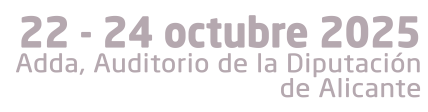 22 - 24 octubre 2025
Adda, Auditorio de la Diputación
de Alicante